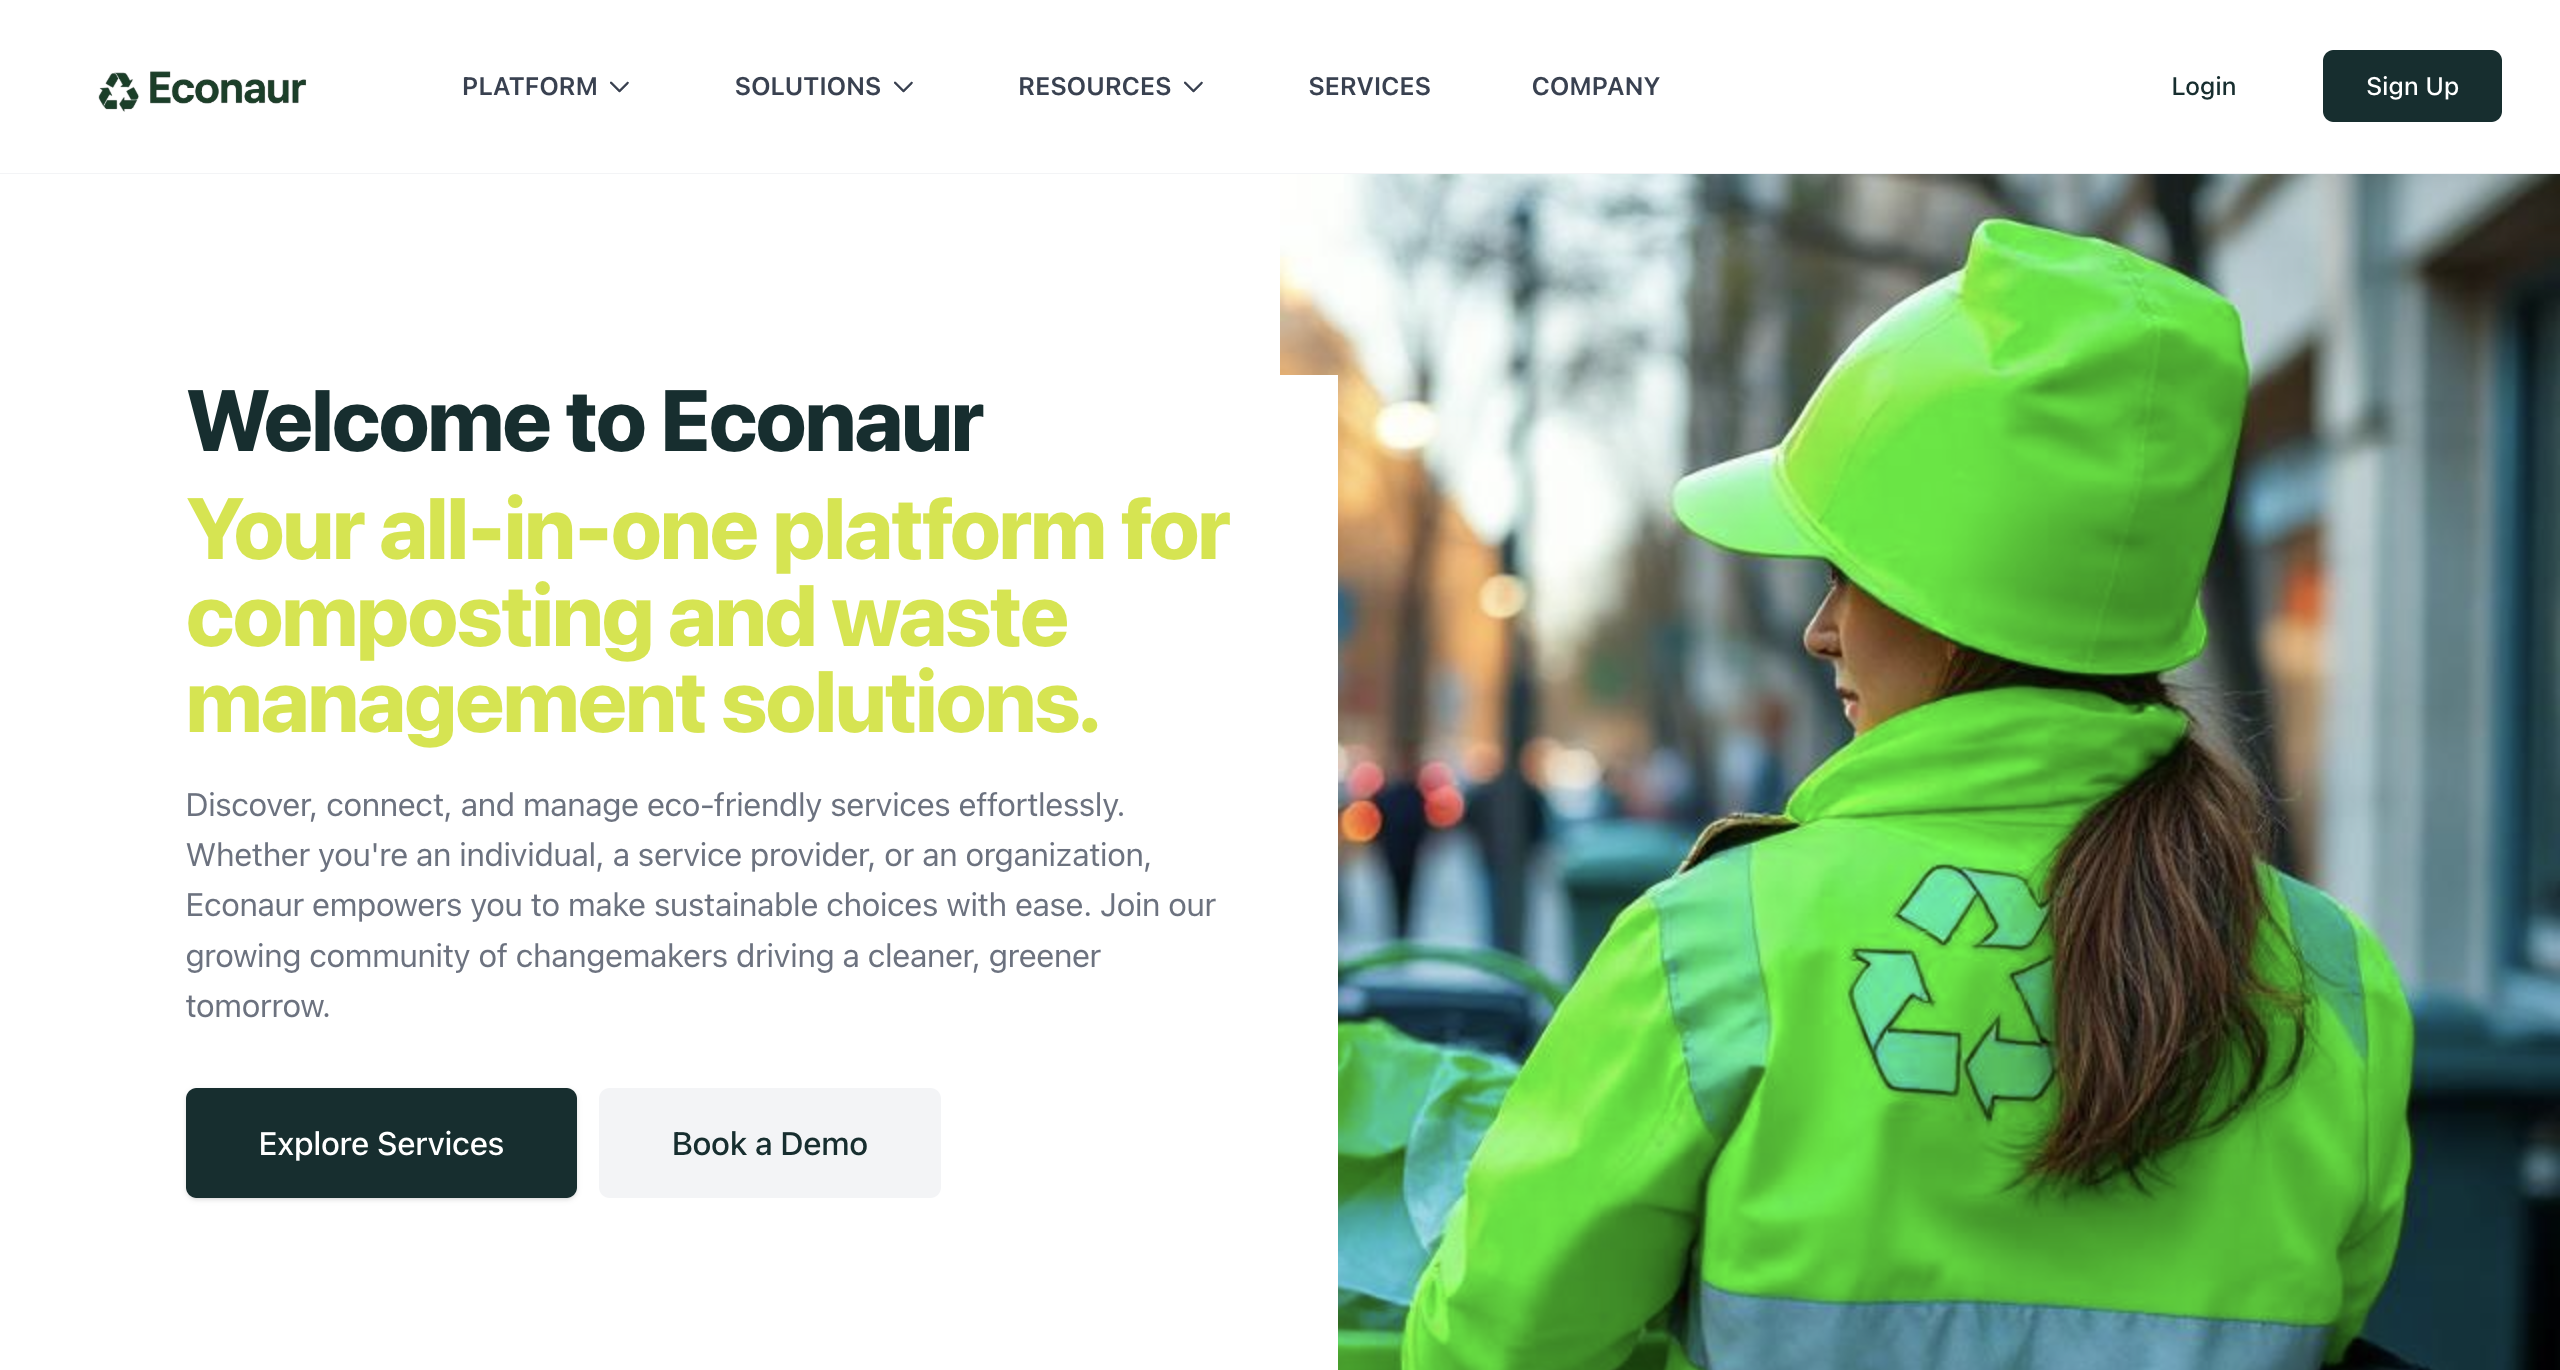 Econaur
PLATFORM
SOLUTIONS
RESOURCES
SERVICES
COMPANY
Login
Sign Up
Welcome to Econaur
Your all-in-one platform for
composting and waste
management solutions.
Discover, connect, and manage eco-friendly services effortlessly.
Whether you're an individual, a service provider, or an organization,
Econaur empowers you to make sustainable choices with ease. Join our
growing community of changemakers driving a cleaner, greener
tomorrow.
Explore Services
Book a Demo